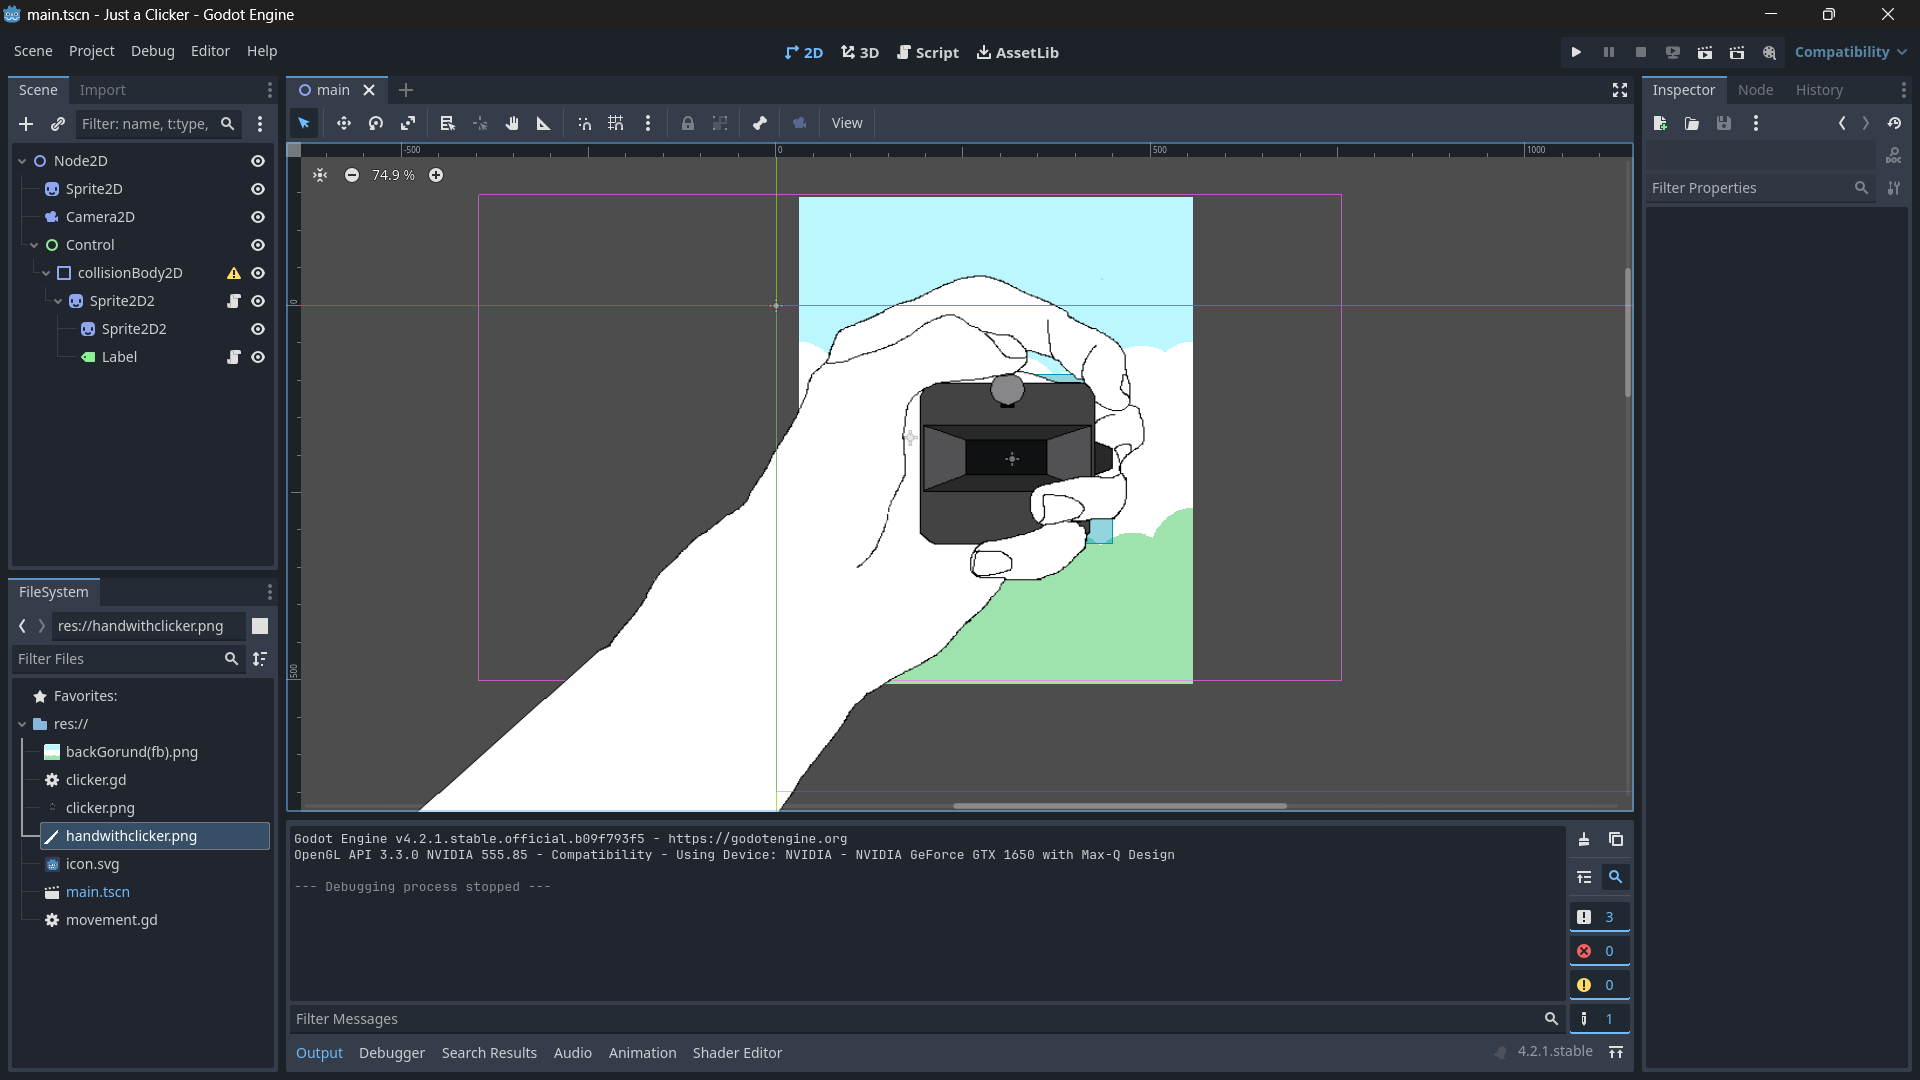 main.tscn - Just a Clicker - Godot Engine
Scene Project Debug Editor Help
2D 3D Script AssetLib
Compatibility
Scene Import
Filter: name, t:type,
Node2D
Sprite2D
Camera2D
Control
collisionBody2D
Sprite2D2
Sprite2D2
Label
FileSystem
res://handwithclicker.png
Filter Files
Favorites:
res://
backGorund(fb).png
clicker.gd
clicker.png
handwithclicker.png
icon.svg
main.tscn
movement.gd
main
View
-500 0 500 1000
74.9 %
0
500
Godot Engine v4.2.1.stable.official.b09f793f5 - https://godotengine.org
OpenGL API 3.3.0 NVIDIA 555.85 - Compatibility - Using Device: NVIDIA - NVIDIA GeForce GTX 1650 with Max-Q Design
--- Debugging process stopped ---
3
0
0
1
Filter Messages
Output Debugger Search Results Audio Animation Shader Editor
4.2.1.stable
Inspector Node History
DOC
Filter Properties